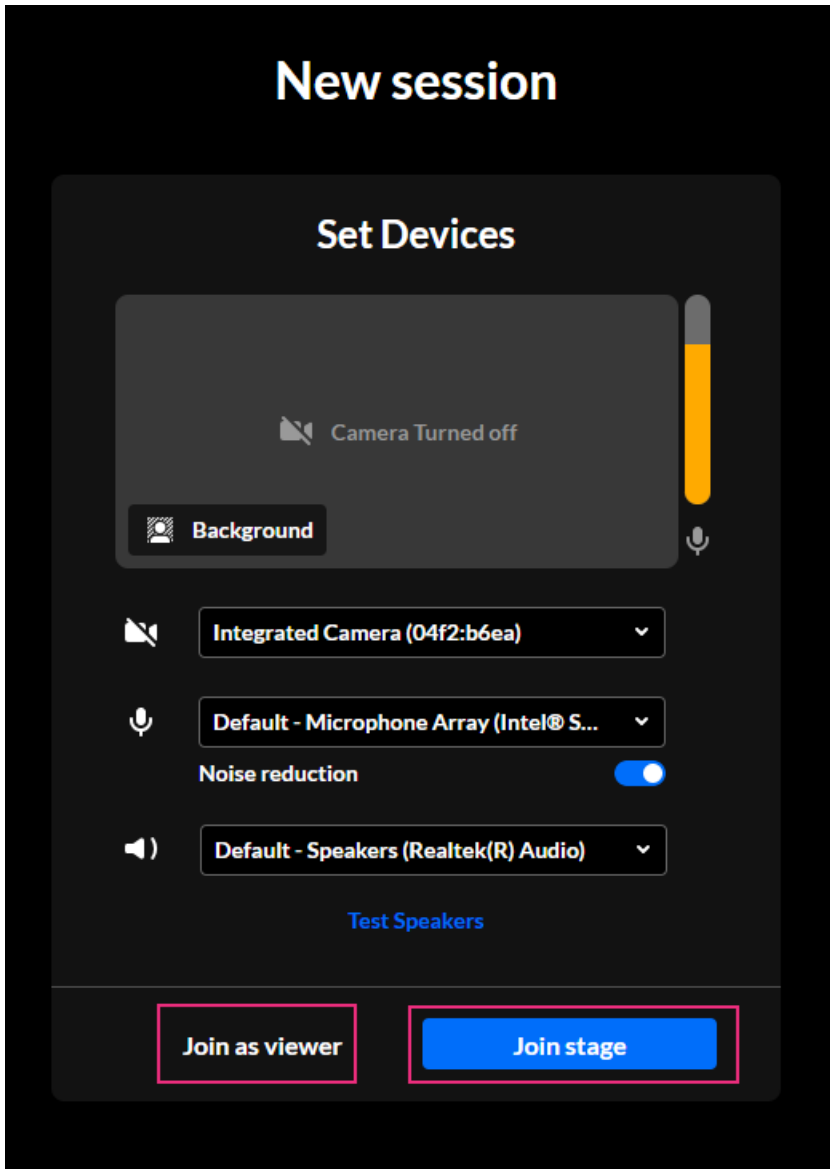 New session
Set Devices
Camera Turned off
Background
Integrated Camera (04f2:b6ea)
Default - Microphone Array (Intel® S...
Noise reduction
Default - Speakers (Realtek(R) Audio)
Test Speakers
Join as viewer
Join stage